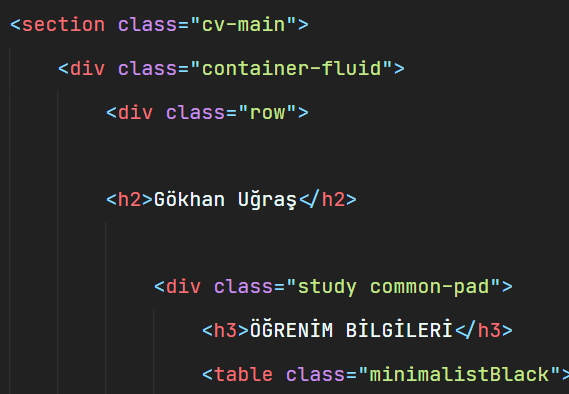 <section class="cv-main">
<div class="container-fluid">
<div class="row">
<h2>Gökhan Uğraş</h2>
<div class="study common-pad">
<h3>ÖĞRENİM BİLGİLERİ</h3>
<table class="minimalistBlack">